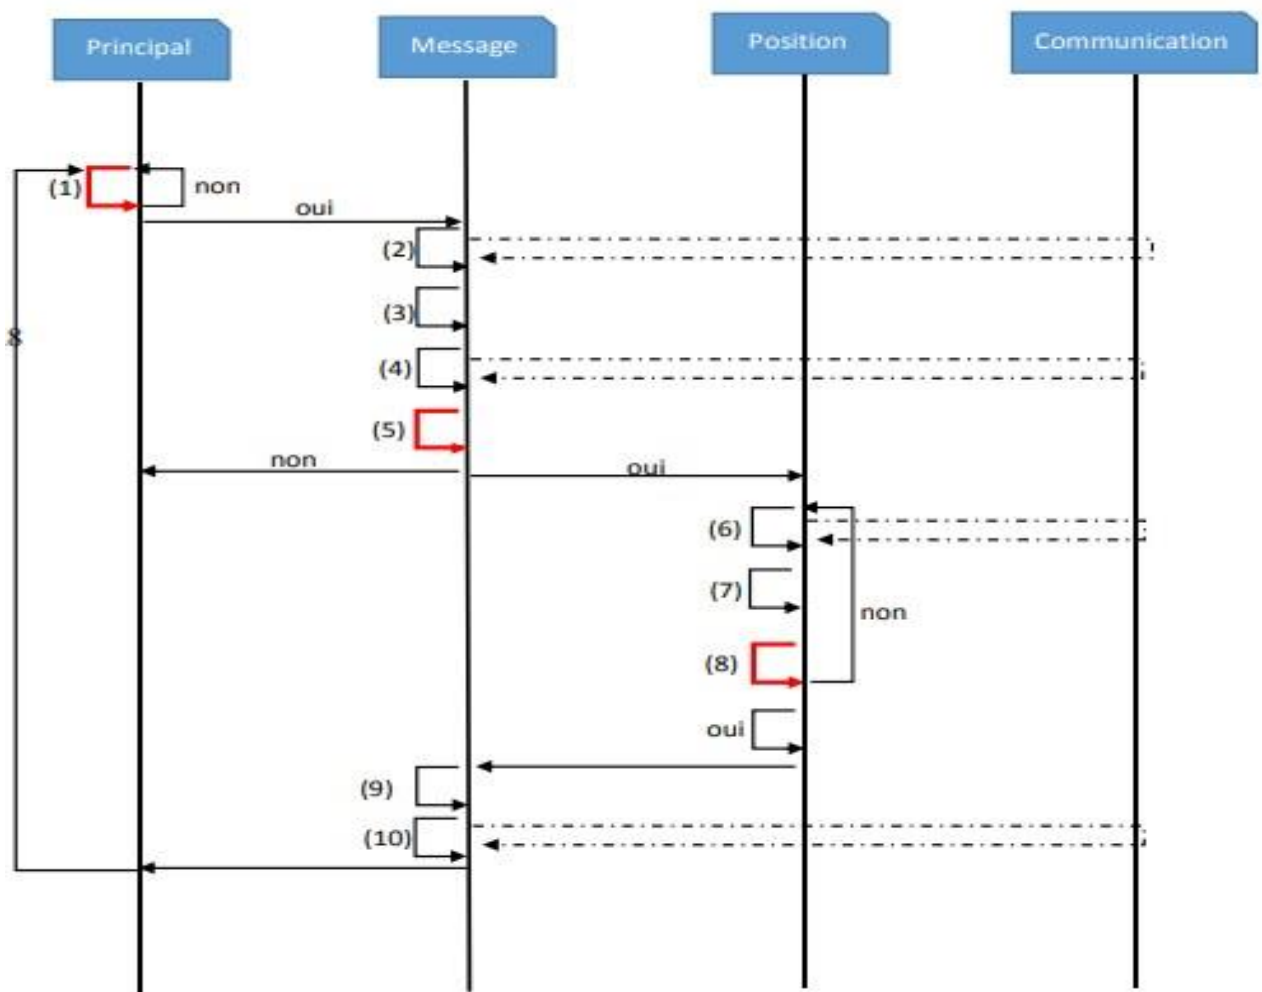 Principal
Message
Position
Communication
(1)
non
oui
(2)
(3)
8
(4)
(5)
non
oui
(6)
(7)
non
(8)
oui
(9)
(10)